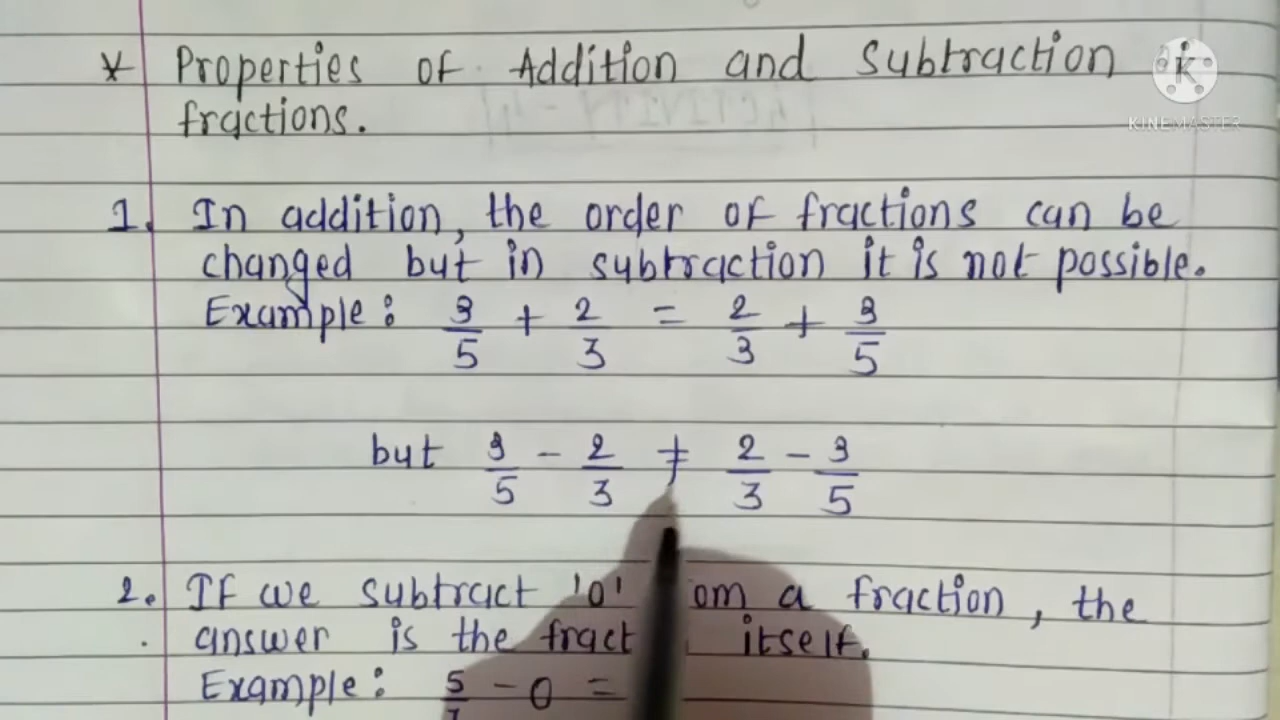 * Properties of Addition and Subtraction
fractions.
K
KINEMASTER
1. In addition, the order of fractions can be
changed but in subtraction it is not possible.
Example: 3/5 + 2/3 = 2/3 + 3/5
but 3/5 - 2/3 ≠ 2/3 - 3/5
2. If we subtract '0' om a fraction, the
answer is the fract itself.
Example: 5/ - 0 =